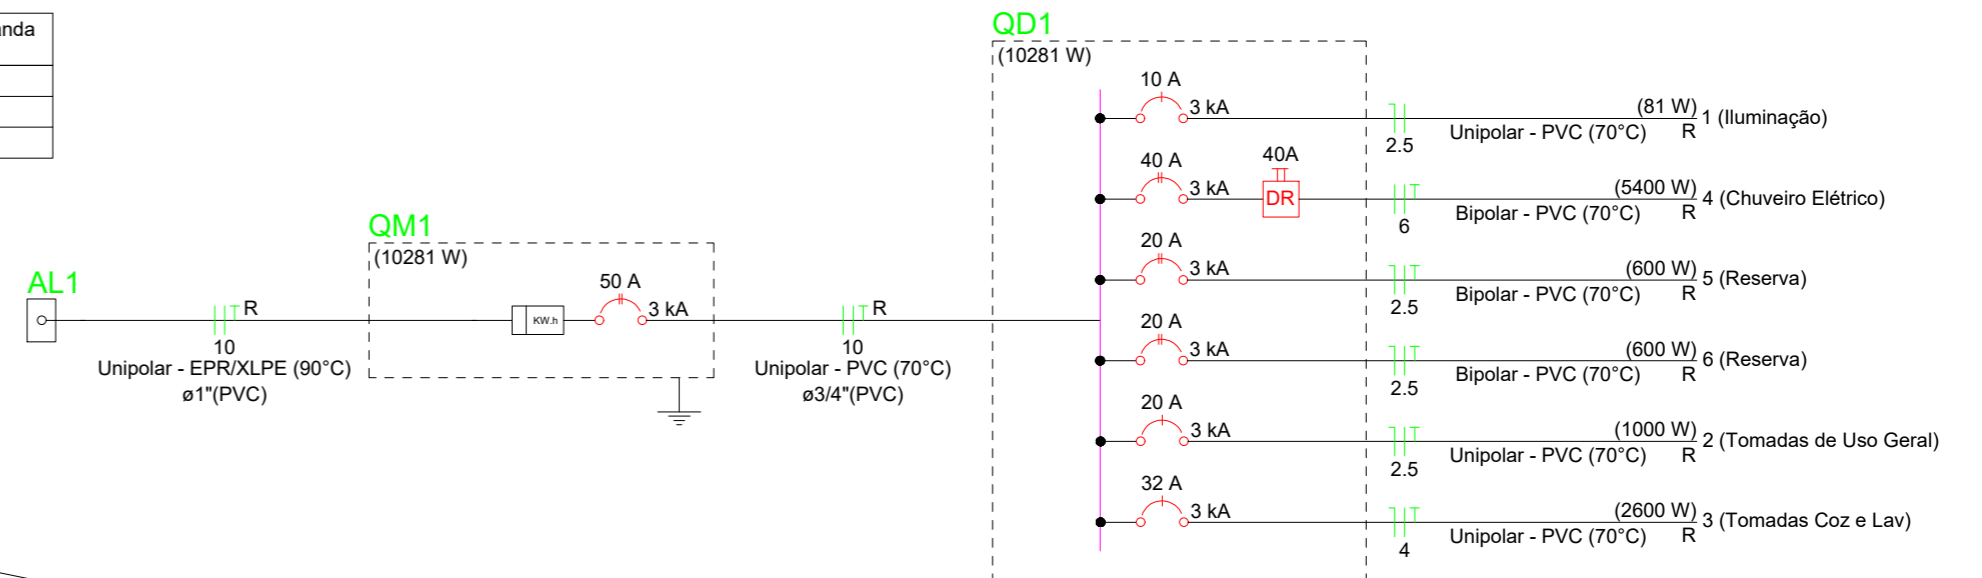 anda
AL1
R
10
Unipolar - EPR/XLPE (90°C)
ø1"(PVC)
QM1
(10281 W)
KW.h
50 A
3 kA
R
10
Unipolar - PVC (70°C)
ø3/4"(PVC)
QD1
(10281 W)
10 A
3 kA
2.5
(81 W)
Unipolar - PVC (70°C) R
1 (Iluminação)
40 A
3 kA
40A
DR
6
(5400 W)
Bipolar - PVC (70°C) R
4 (Chuveiro Elétrico)
20 A
3 kA
2.5
(600 W)
Bipolar - PVC (70°C) R
5 (Reserva)
20 A
3 kA
2.5
(600 W)
Bipolar - PVC (70°C) R
6 (Reserva)
20 A
3 kA
2.5
(1000 W)
Unipolar - PVC (70°C) R
2 (Tomadas de Uso Geral)
32 A
3 kA
4
(2600 W)
Unipolar - PVC (70°C) R
3 (Tomadas Coz e Lav)